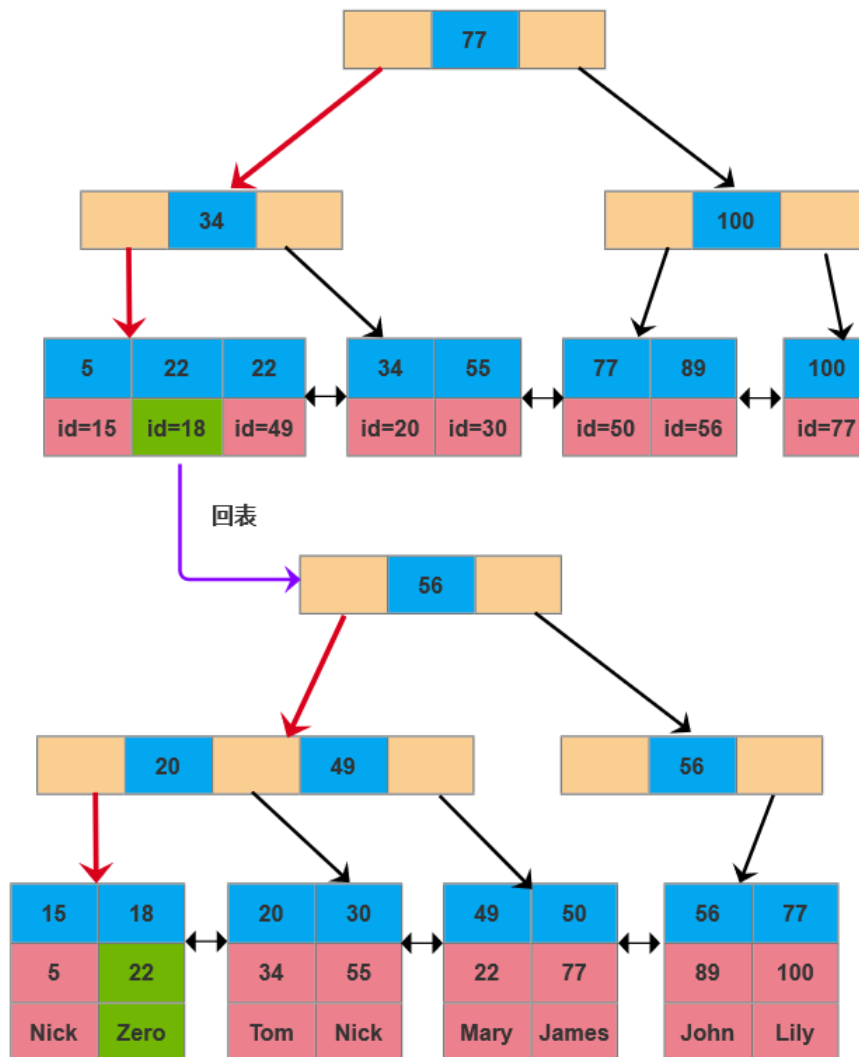 77
34 100
5 22 22 34 55 77 89 100
id=15 id=18 id=49 id=20 id=30 id=50 id=56 id=77
回表
56
20 49 56
15 18 20 30 49 50 56 77
5 22 34 55 22 77 89 100
Nick Zero Tom Nick Mary James John Lily